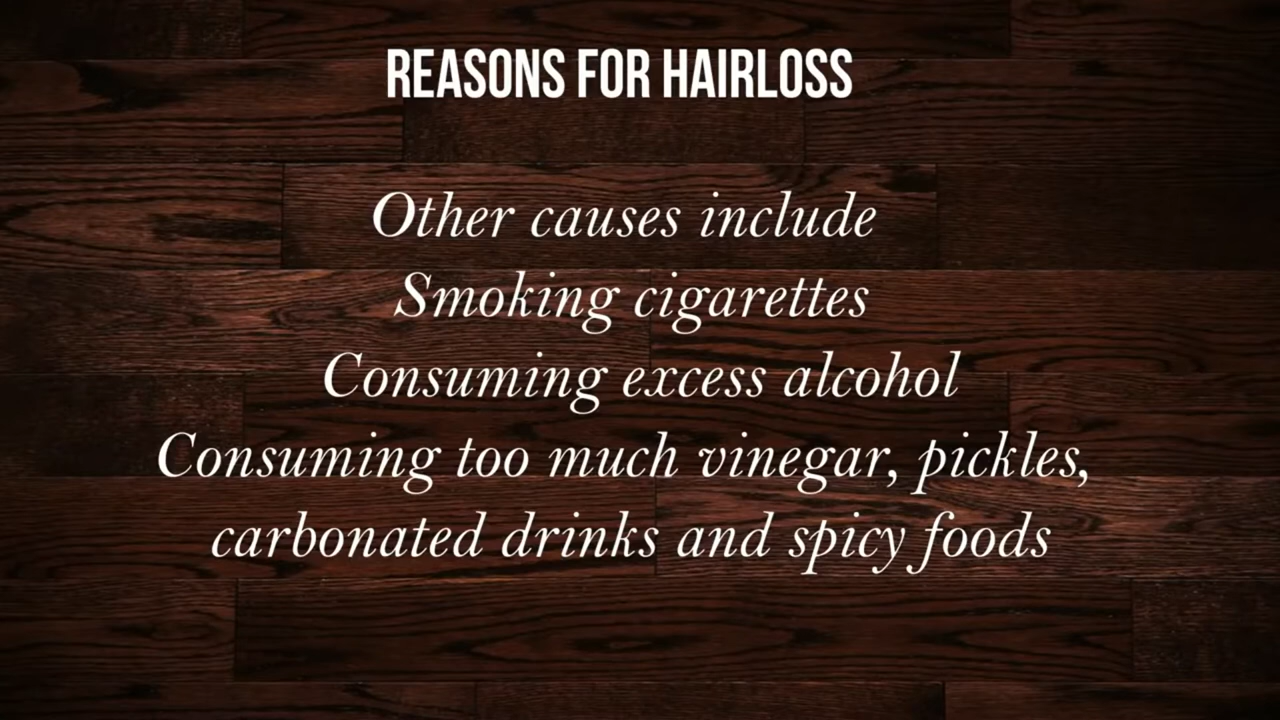 REASONS FOR HAIRLOSS
Other causes include
Smoking cigarettes
Consuming excess alcohol
Consuming too much vinegar, pickles,
carbonated drinks and spicy foods